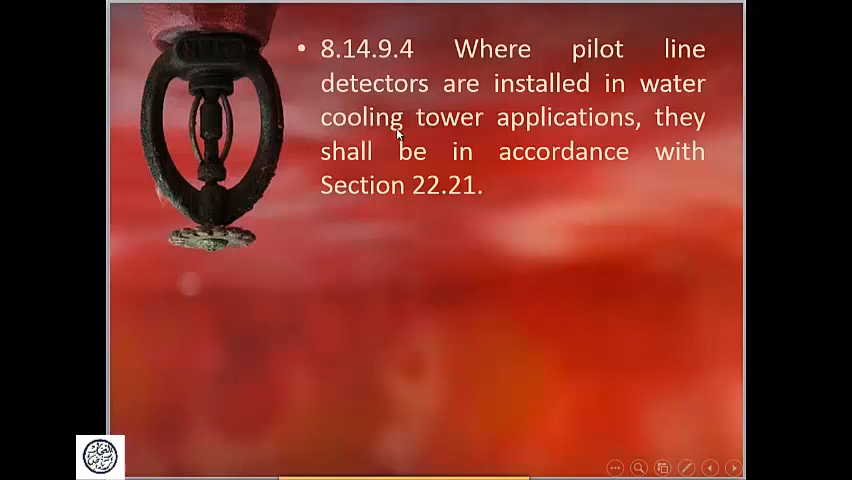 • 8.14.9.4 Where pilot line
detectors are installed in water
cooling tower applications, they
shall be in accordance with
Section 22.21.